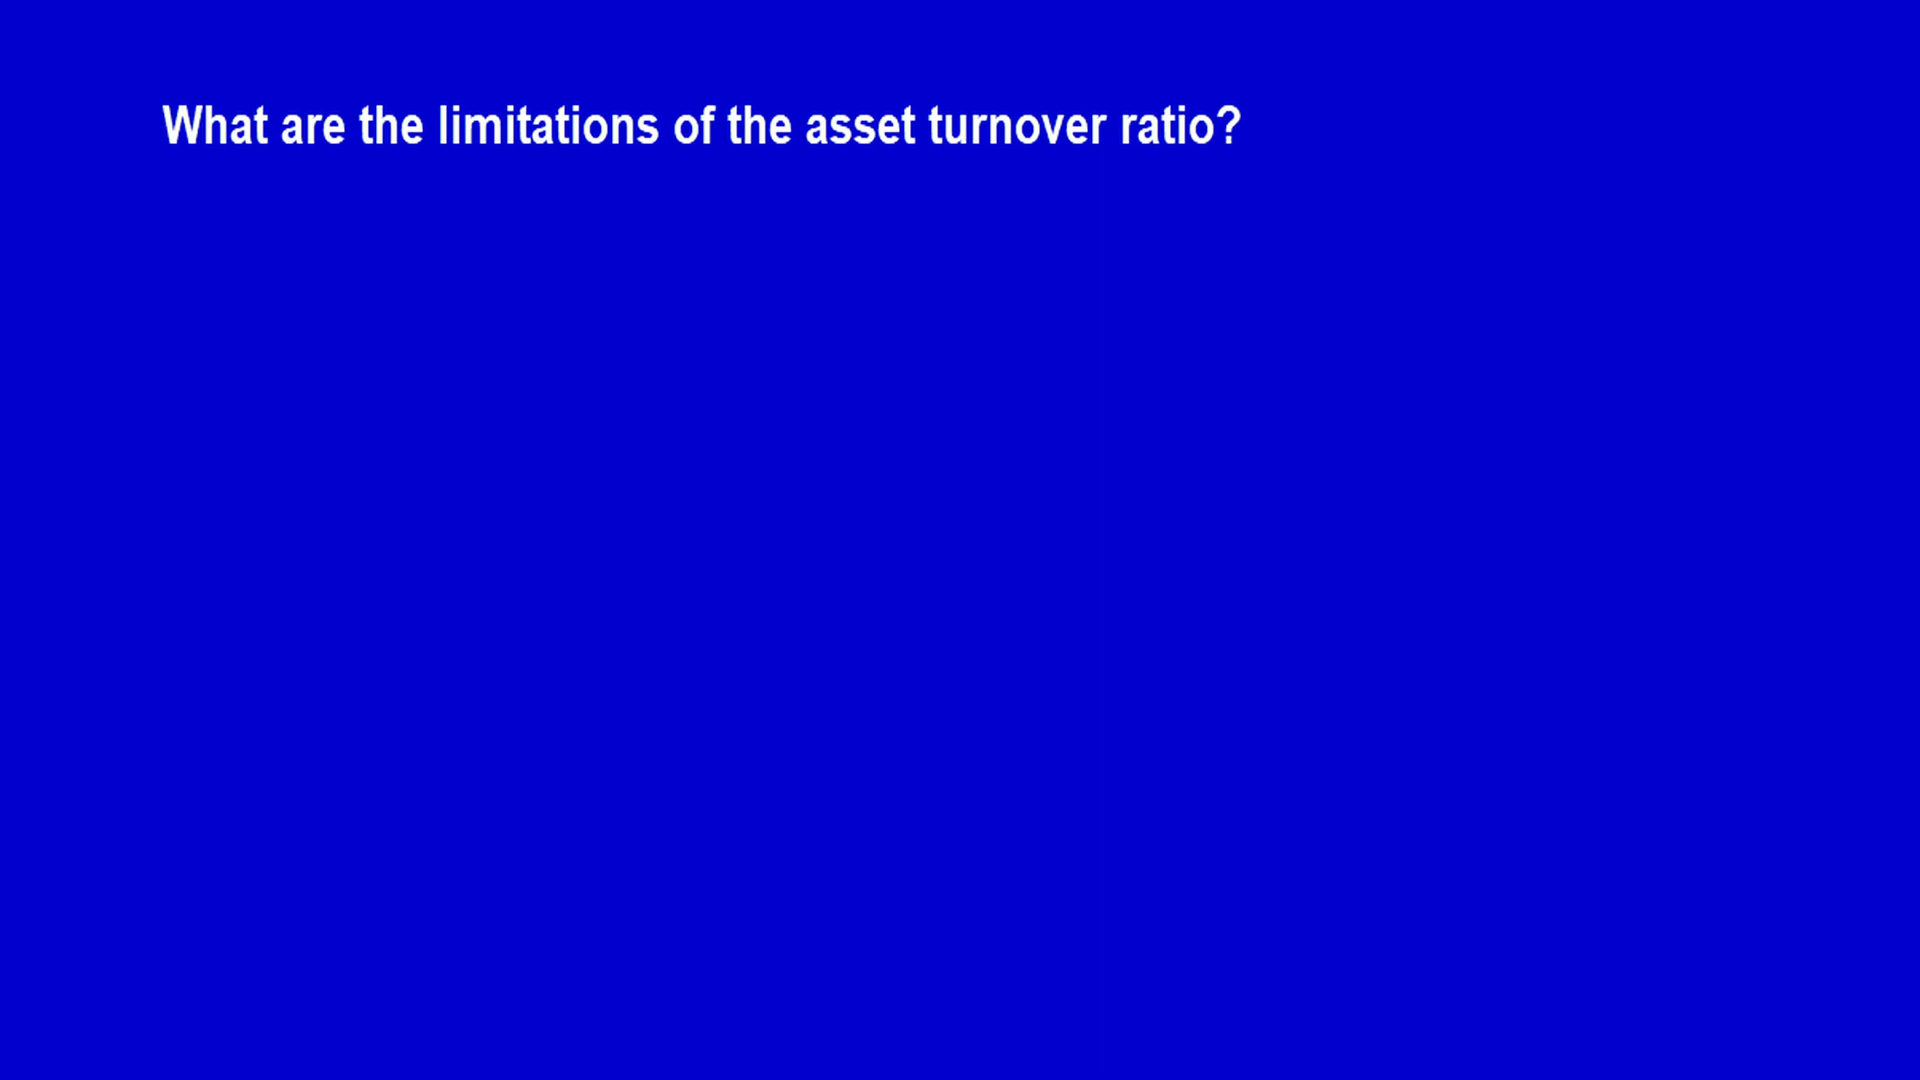 What are the limitations of the asset turnover ratio?